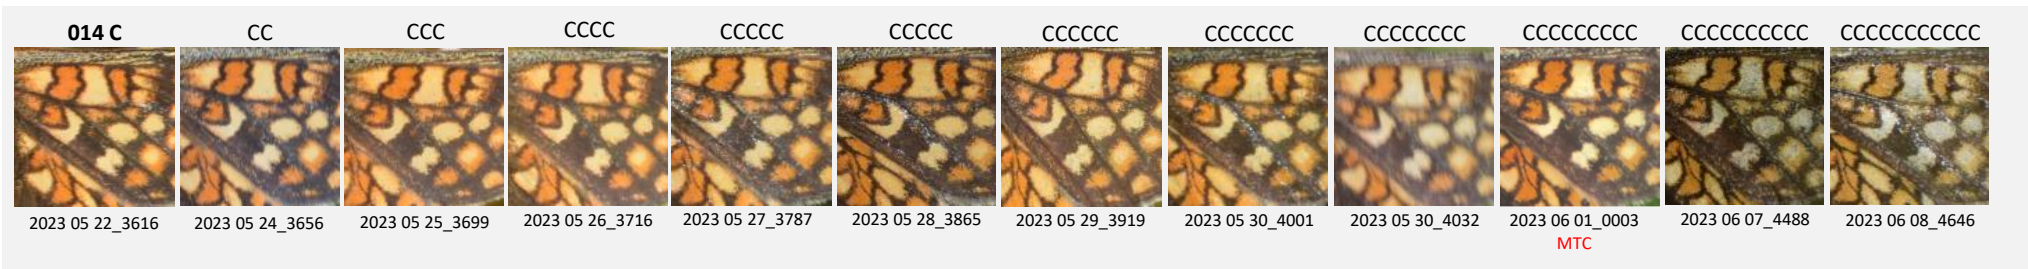 014 C CC CCC CCCC CCCCC CCCCC CCCCCC CCCCCCC CCCCCCCC CCCCCCCCC CCCCCCCCCC CCCCCCCCCCC
2023 05 22_3616 2023 05 24_3656 2023 05 25_3699 2023 05 26_3716 2023 05 27_3787 2023 05 28_3865 2023 05 29_3919 2023 05 30_4001 2023 05 30_4032 2023 06 01_0003 2023 06 07_4488 2023 06 08_4646
MTC